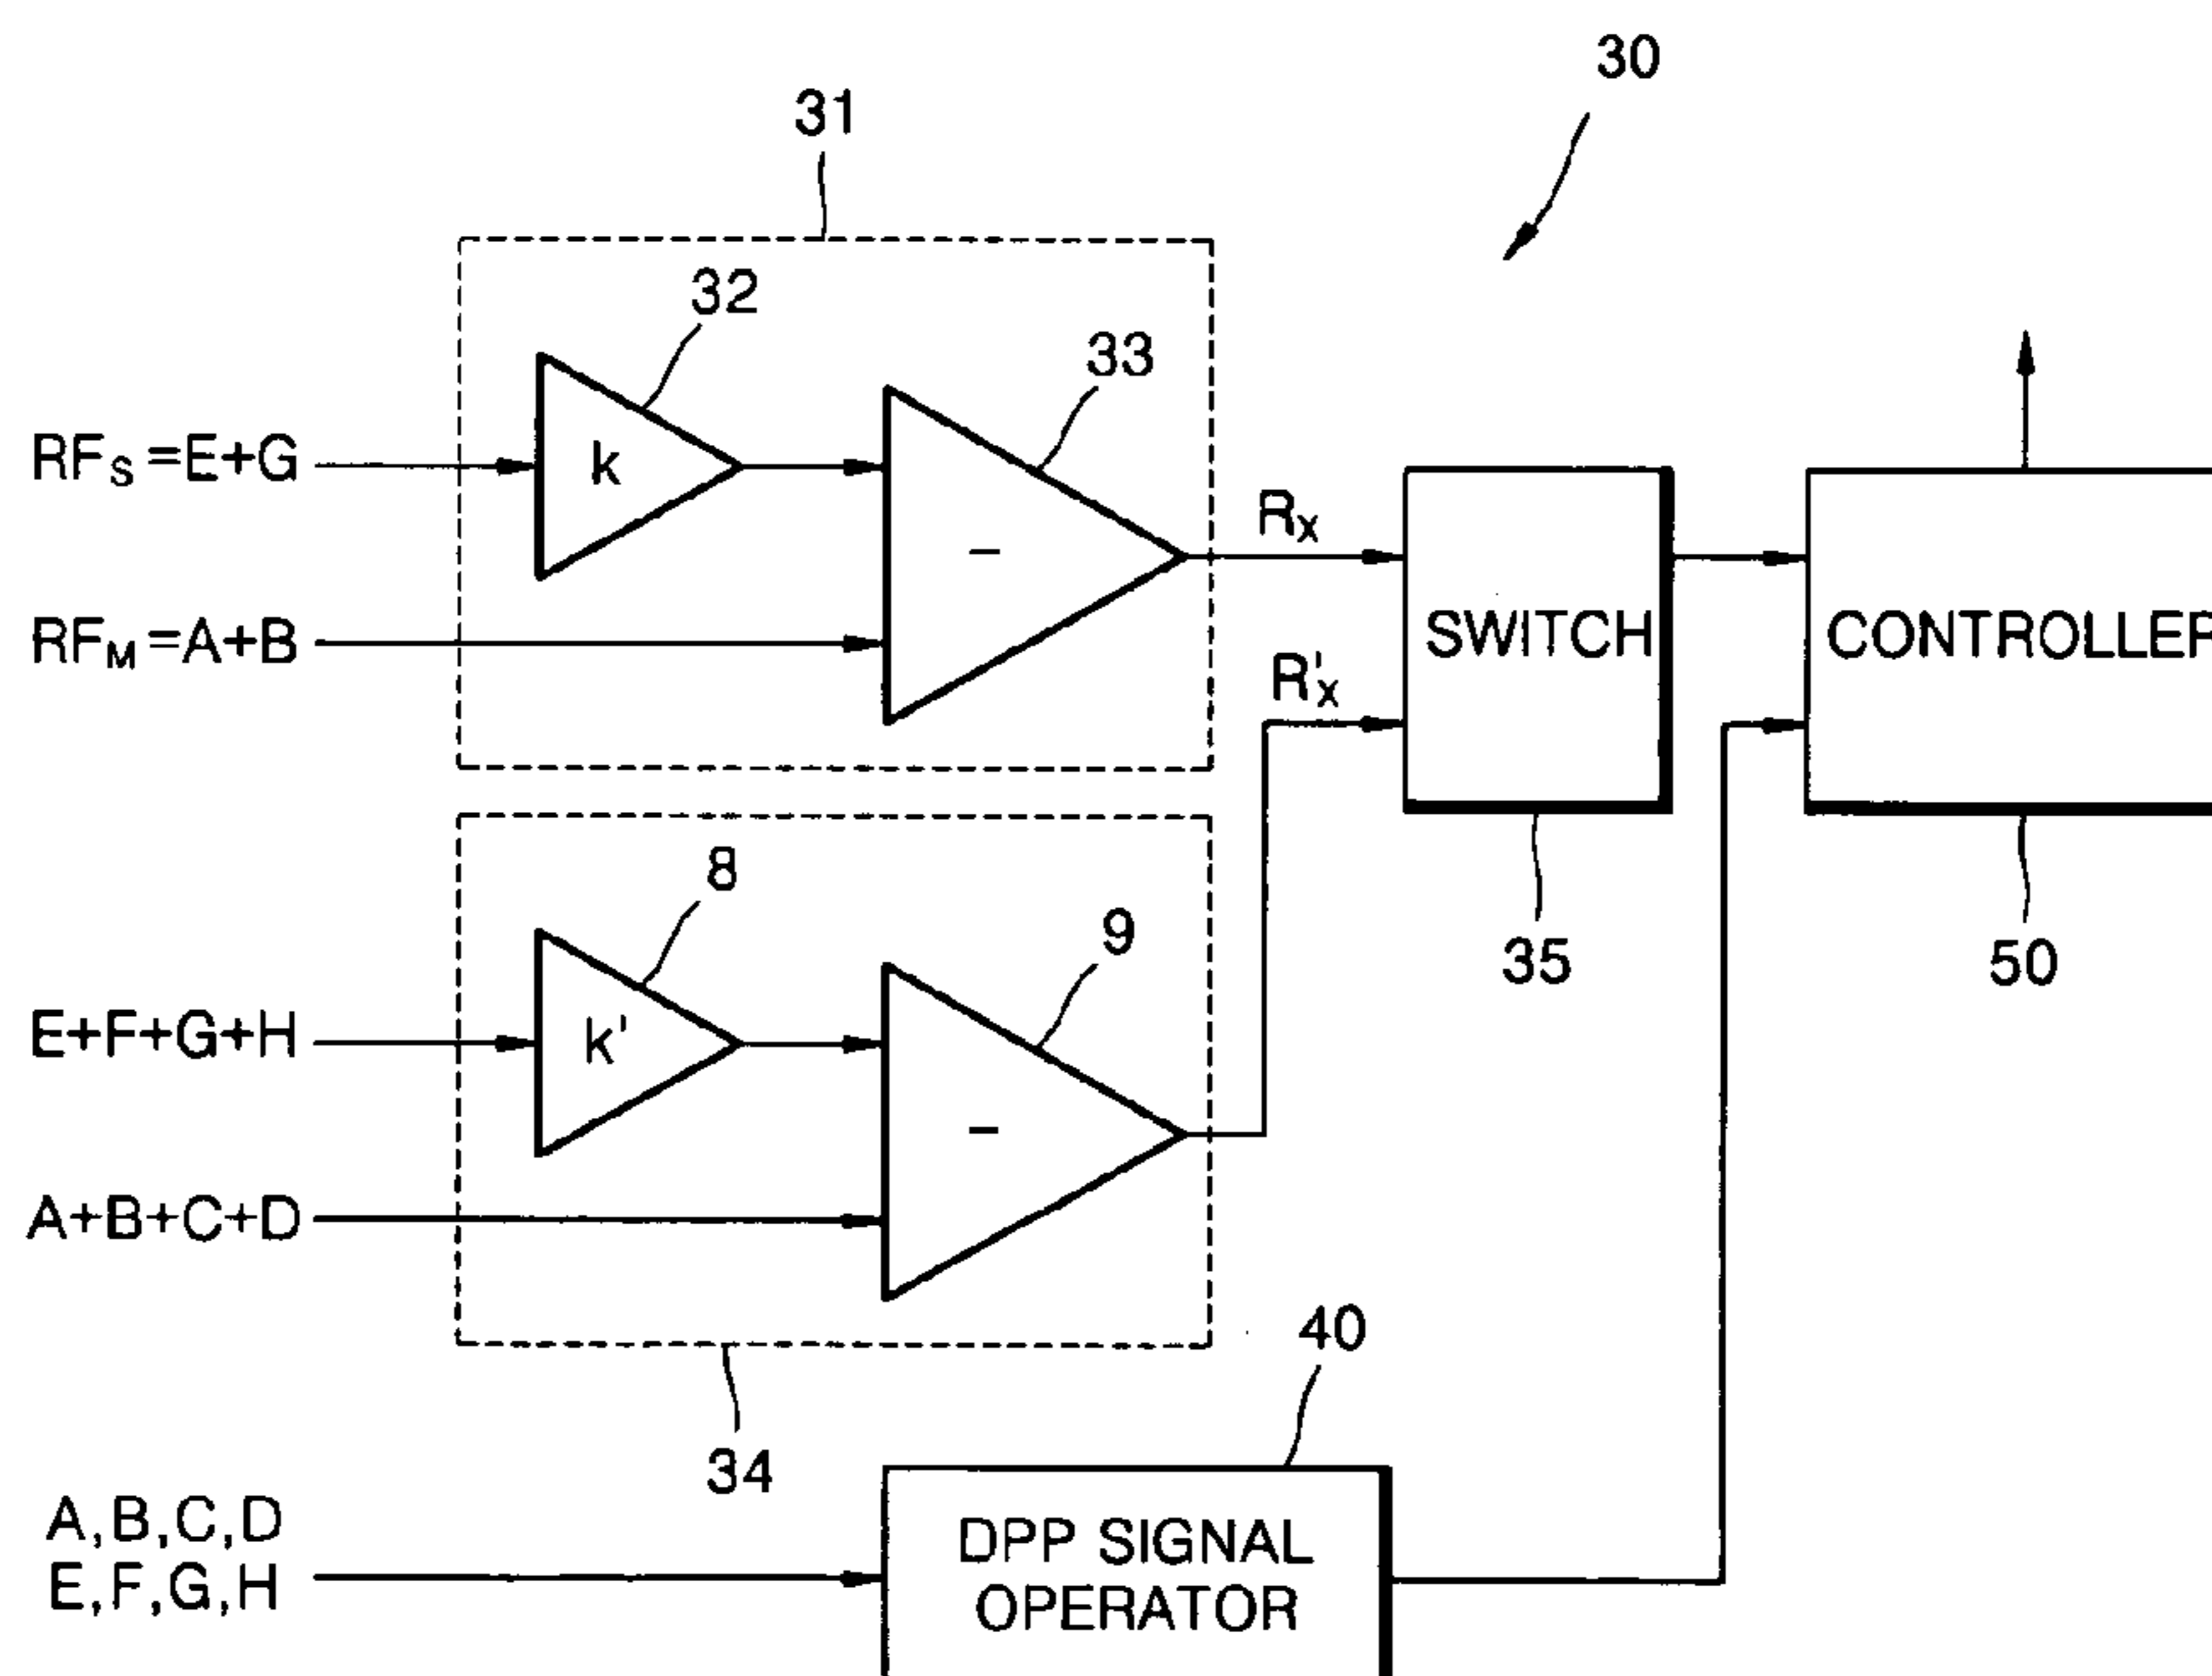 30
31
32
33
RFS=E+G
k
RX
RFM=A+B
-
SWITCH
CONTROLLER
R'X
8
9
35
50
E+F+G+H
k'
-
A+B+C+D
40
34
A,B,C,D
E,F,G,H
DPP SIGNAL
OPERATOR